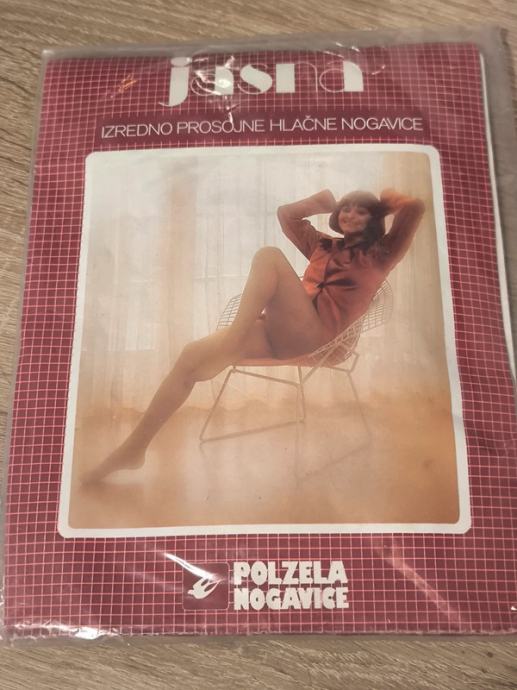 jasna
IZREDNO PROSOJNE HLAČNE NOGAVICE
POLZELA
NOGAVICE